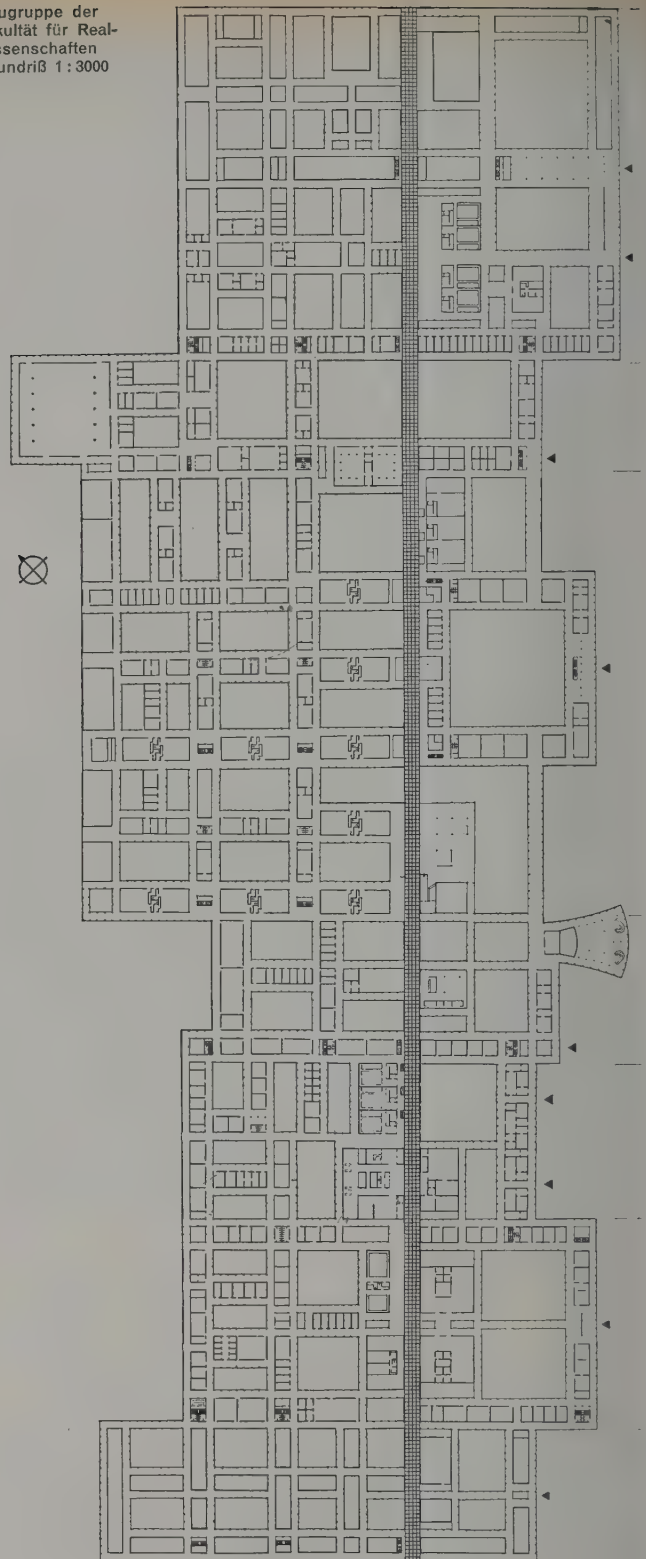 ugruppe der
kultät für Real-
ssenschaften
undriß 1 : 3000